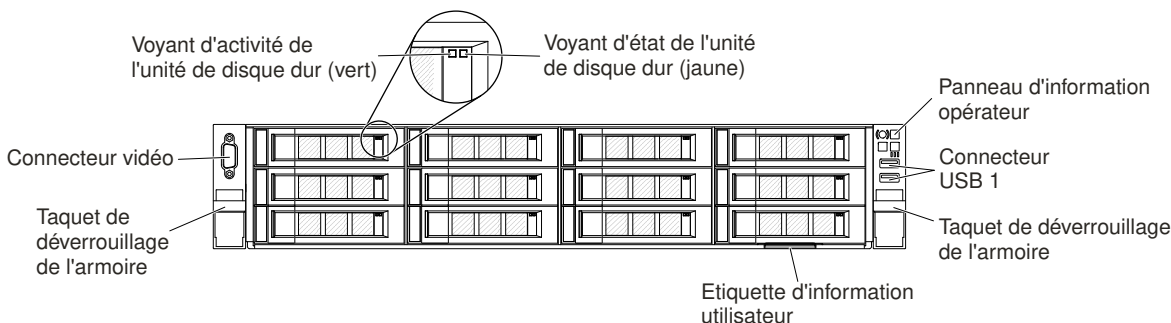 Voyant d'activité de
l'unité de disque dur (vert)
Voyant d'état de l'unité
de disque dur (jaune)
Panneau d'information
opérateur
Connecteur vidéo
Connecteur
USB 1
Taquet de
déverrouillage
de l'armoire
Taquet de déverrouillage
de l'armoire
Etiquette d'information
utilisateur